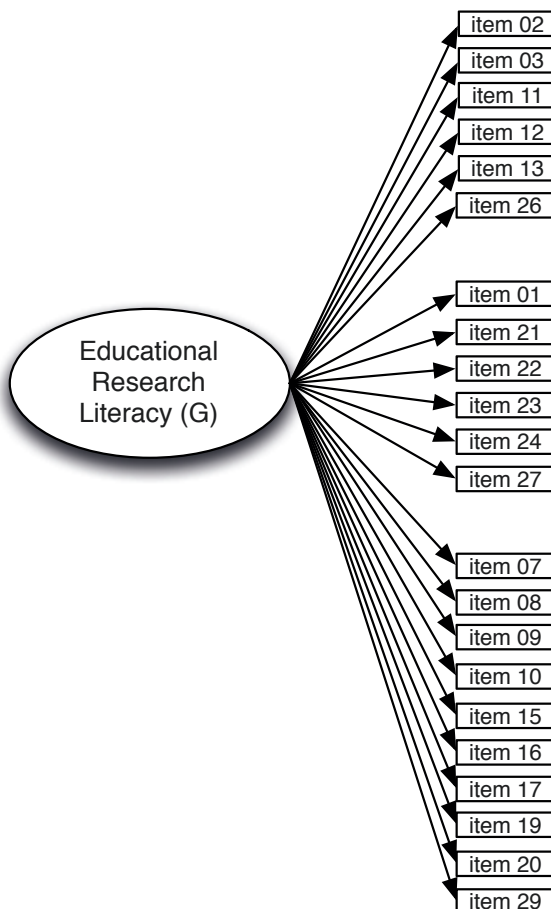 item 02
item 03
item 11
item 12
item 13
item 26
item 01
item 21
Educational
Research
Literacy (G)
item 22
item 23
item 24
item 27
item 07
item 08
item 09
item 10
item 15
item 16
item 17
item 19
item 20
item 29